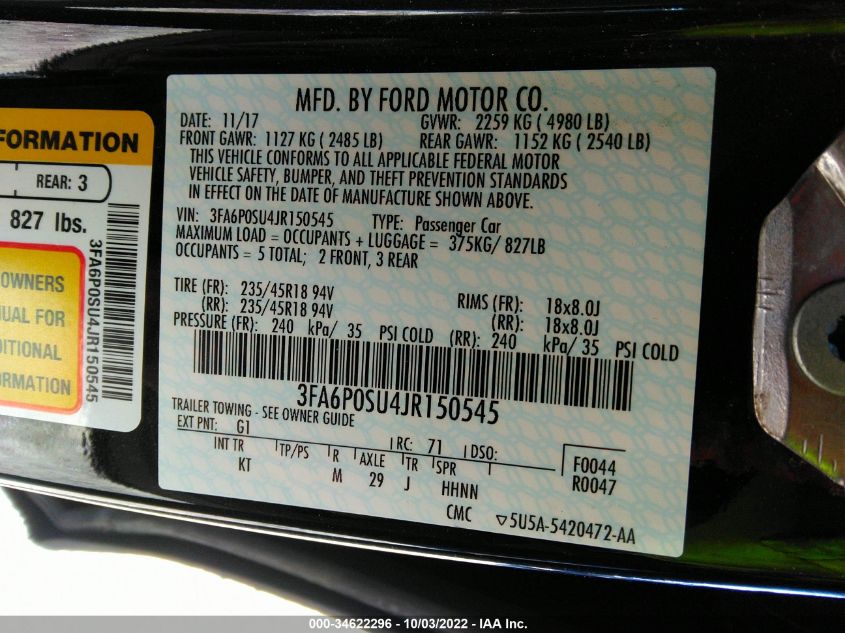 MFD. BY FORD MOTOR CO.
DATE: 11/17 GVWR: 2259 KG ( 4980 LB)
FRONT GAWR: 1127 KG ( 2485 LB) REAR GAWR: 1152 KG ( 2540 LB)
THIS VEHICLE CONFORMS TO ALL APPLICABLE FEDERAL MOTOR
VEHICLE SAFETY, BUMPER, AND THEFT PREVENTION STANDARDS
IN EFFECT ON THE DATE OF MANUFACTURE SHOWN ABOVE.
VIN: 3FA6P0SU4JR150545 TYPE: Passenger Car
MAXIMUM LOAD = OCCUPANTS + LUGGAGE = 375KG/ 827LB
OCCUPANTS = 5 TOTAL; 2 FRONT, 3 REAR
TIRE (FR): 235/45R18 94V RIMS (FR): 18x8.0J
(RR): 235/45R18 94V (RR): 18x8.0J
PRESSURE (FR): 240 kPa/ 35 PSI COLD (RR): 240 kPa/ 35 PSI COLD
3FA6P0SU4JR150545
TRAILER TOWING - SEE OWNER GUIDE
EXT PNT: G1 RC: 71 DSO:
INT TR TP/PS R AXLE TR SPR F0044
KT M 29 J HHNN R0047
CMC ▽5U5A-5420472-AA
FORMATION
REAR: 3
827 lbs.
OWNERS
UAL FOR
DITIONAL
ORMATION
3FA6P0SU4JR150545
000-34622296 - 10/03/2022 - IAA Inc.